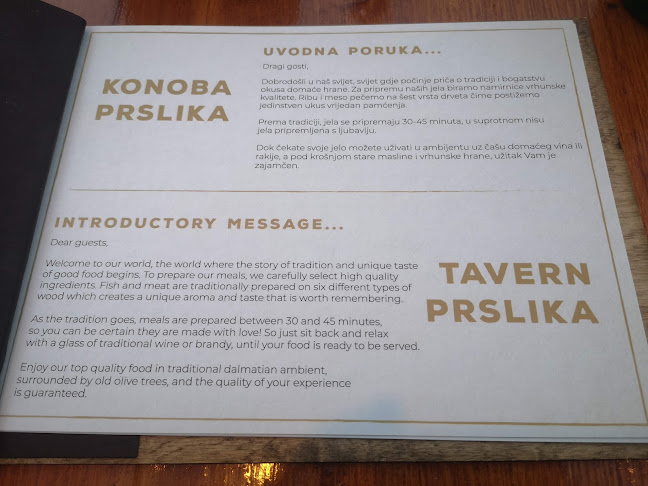 UVODNA PORUKA...
KONOBA
PRSLIKA
Dragi gosti,
Dobrodošli u naš svijet, svijet gdje počinje priča o tradiciji i bogatstvu
okusa domaće hrane. Za pripremu naših jela biramo namirnice vrhunske
kvalitete. Ribu i meso pečemo na šest vrsta drveta čime postižemo
jedinstven ukus vrijedan pamćenja.
Prema tradiciji, jela se pripremaju 30-45 minuta, u suprotnom nisu
jela pripremljena s ljubavlju.
Dok čekate svoje jelo možete uživati u ambijentu uz čašu domaćeg vina ili
rakije, a pod krošnjom stare masline i vrhunske hrane, užitak Vam je
zajamčen.
INTRODUCTORY MESSAGE...
Dear guests,
Welcome to our world, the world where the story of tradition and unique taste
of good food begins. To prepare our meals, we carefully select high quality
ingredients. Fish and meat are traditionally prepared on six different types of
wood which creates a unique aroma and taste that is worth remembering.
As the tradition goes, meals are prepared between 30 and 45 minutes,
so you can be certain they are made with love! So just sit back and relax
with a glass of traditional wine or brandy, until your food is ready to be served.
Enjoy our top quality food in traditional dalmatian ambient,
surrounded by old olive trees, and the quality of your experience
is guaranteed.
TAVERN
PRSLIKA